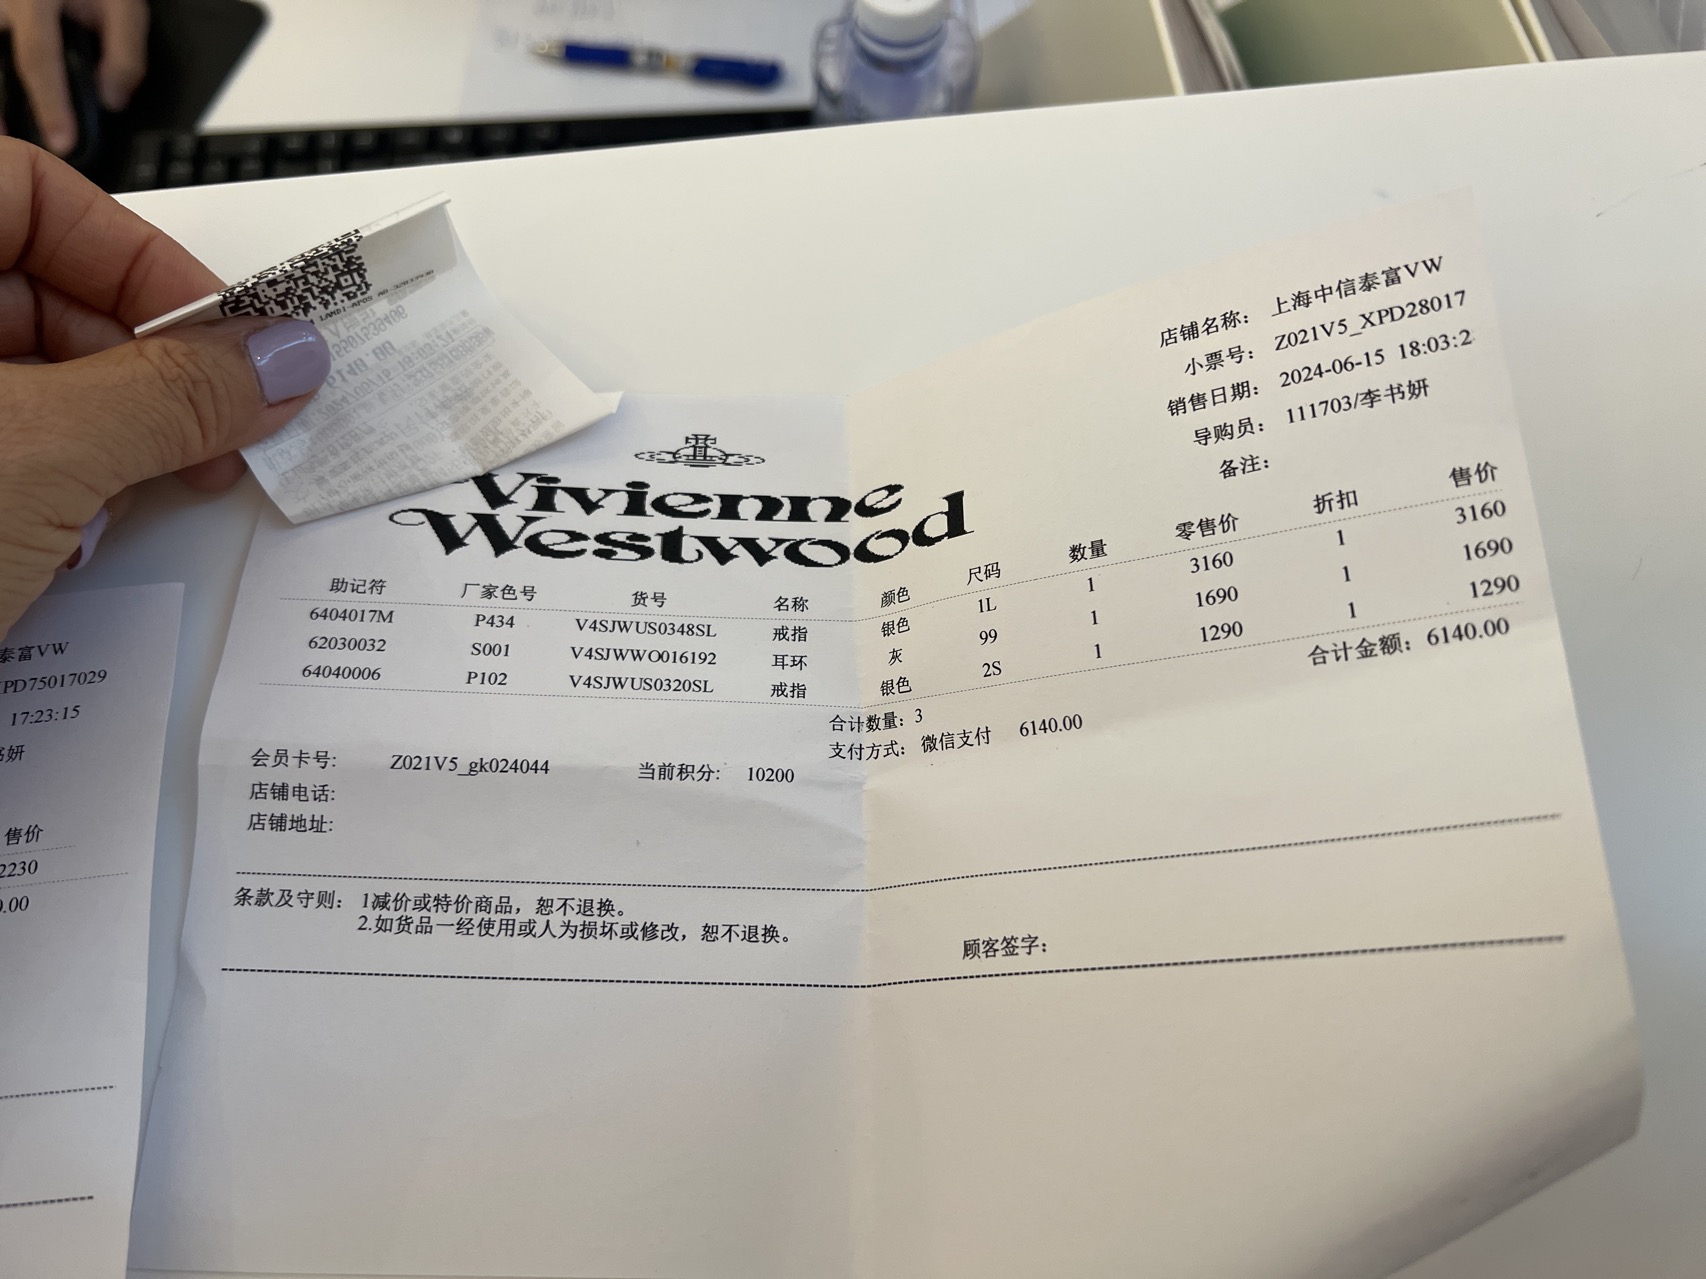 店铺名称: 上海中信泰富VW
小票号: Z021V5_XPD28017
销售日期: 2024-06-15 18:03:2
导购员: 111703/李书妍
备注:
Vivienne
Westwood
助记符 厂家色号 货号 名称 颜色 尺码 数量 零售价 折扣 售价
6404017M P434 V4SJWUS0348SL 戒指 银色 1L 1 3160 1 3160
62030032 S001 V4SJWWO016192 耳环 灰 99 1 1690 1 1690
64040006 P102 V4SJWUS0320SL 戒指 银色 2S 1 1290 1 1290
合计数量: 3 合计金额: 6140.00
支付方式: 微信支付 6140.00
会员卡号: Z021V5_gk024044 当前积分: 10200
店铺电话:
店铺地址:
条款及守则: 1减价或特价商品，恕不退换。
2.如货品一经使用或人为损坏或修改，恕不退换。
顾客签字:
泰富VW
PD75017029
17:23:15
书妍
售价
2230
0.00